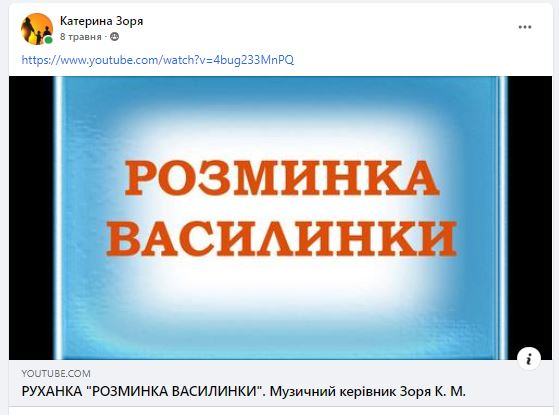 Катерина Зоря
8 травня ·
https://www.youtube.com/watch?v=4bug233MnPQ
РОЗМИНКА
ВАСИЛИНКИ
YOUTUBE.COM
РУХАНКА "РОЗМИНКА ВАСИЛИНКИ". Музичний керівник Зоря К. М.